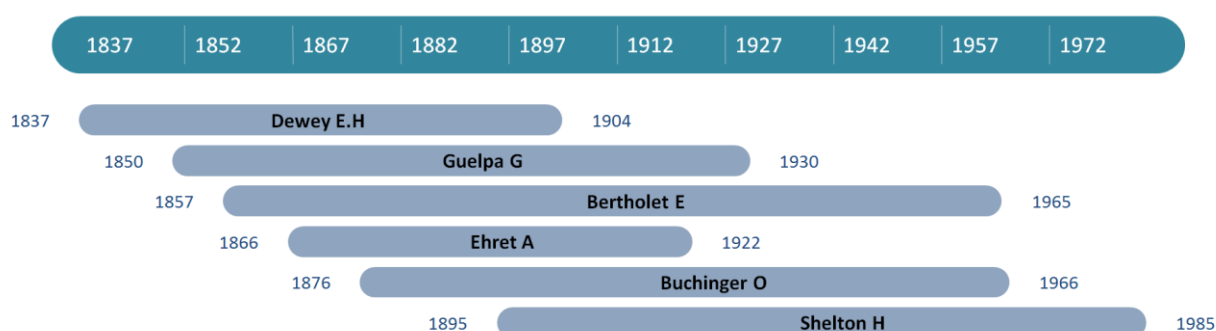 1837 1852 1867 1882 1897 1912 1927 1942 1957 1972
1837 Dewey E.H 1904
1850 Guelpa G 1930
1857 Bertholet E 1965
1866 Ehret A 1922
1876 Buchinger O 1966
1895 Shelton H 1985